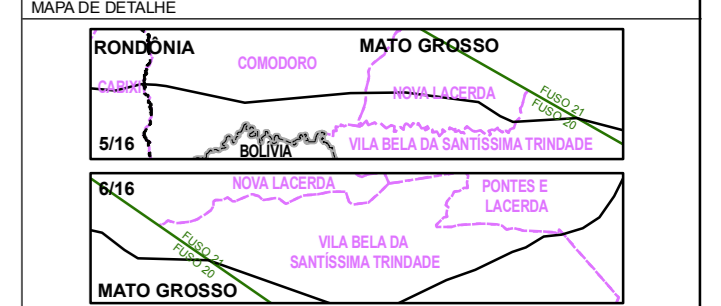 MAPA DE DETALHE
RONDÔNIA
MATO GROSSO
COMODORO
CABIXI
NOVA LACERDA
FUSO 21
FUSO 20
5/16
BOLÍVIA
VILA BELA DA SANTÍSSIMA TRINDADE
6/16
NOVA LACERDA
PONTES E
LACERDA
FUSO 21
FUSO 20
VILA BELA DA
SANTÍSSIMA TRINDADE
MATO GROSSO